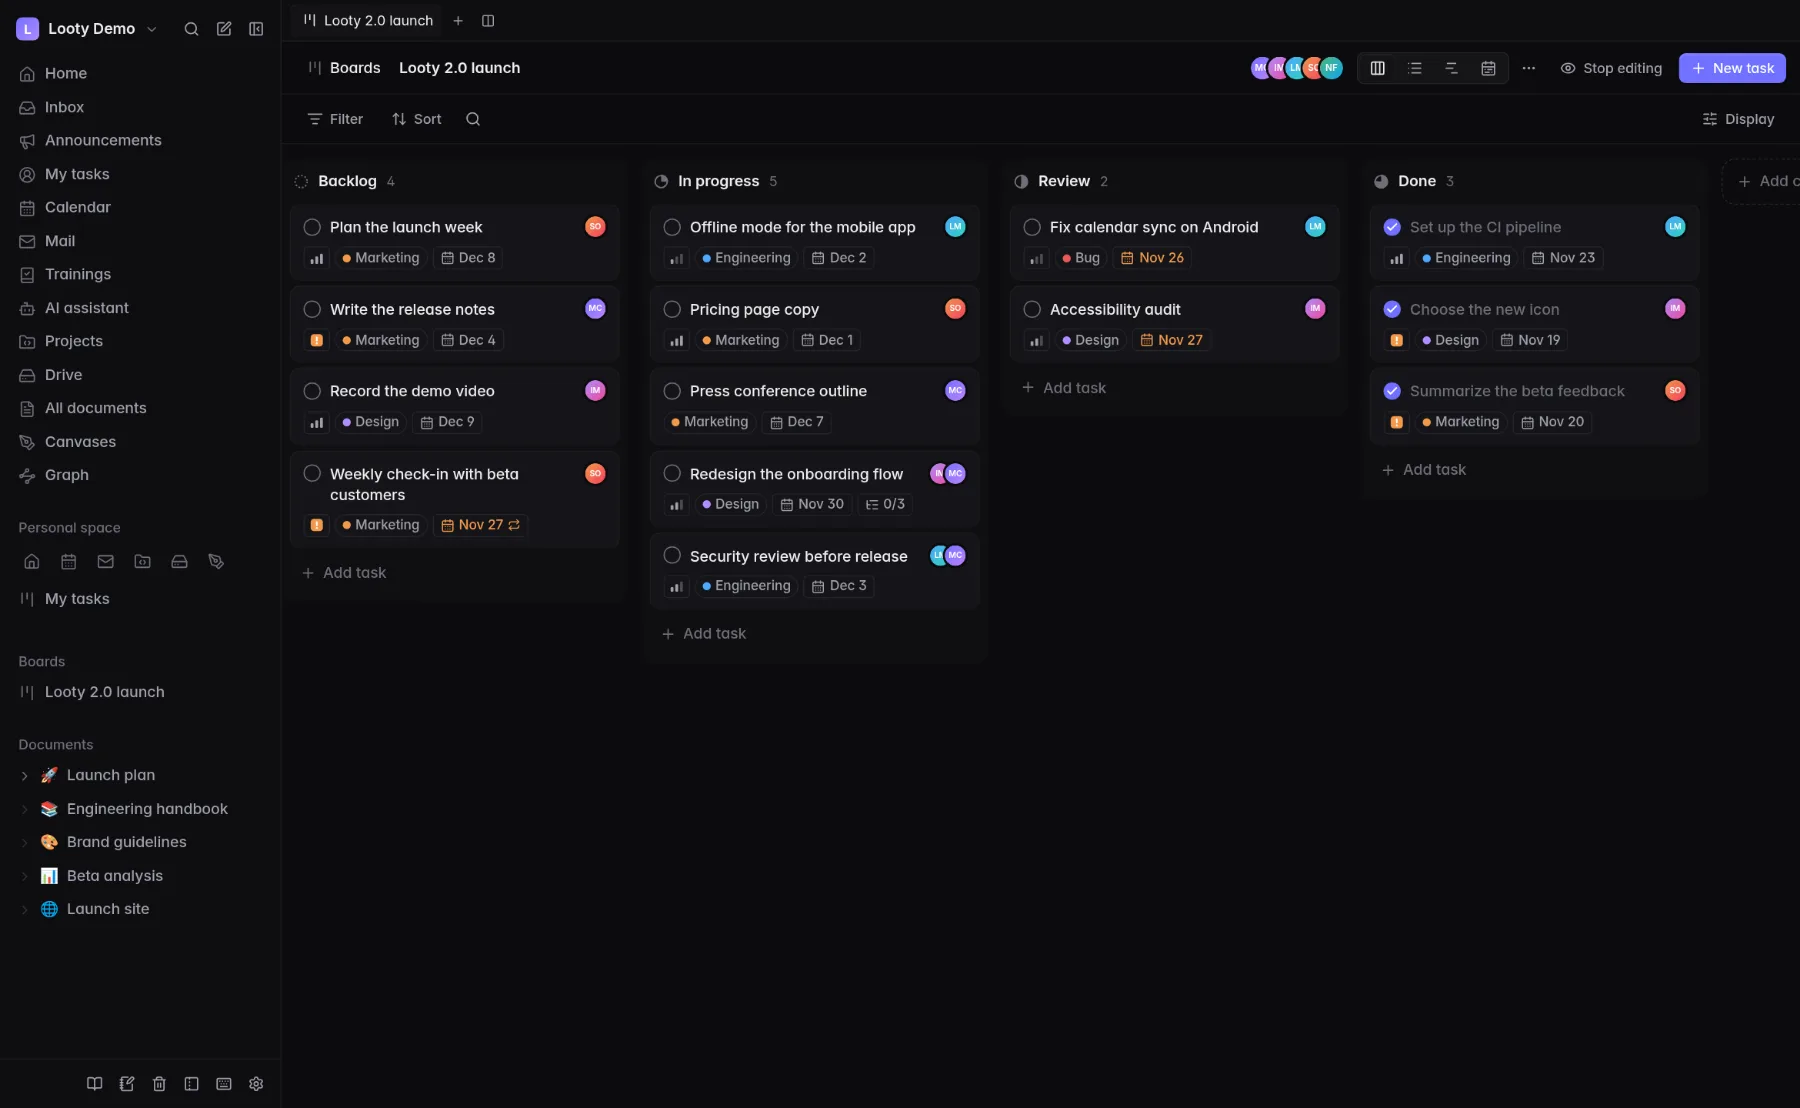 L Looty Demo
Home
Inbox
Announcements
My tasks
Calendar
Mail
Trainings
AI assistant
Projects
Drive
All documents
Canvases
Graph
Personal space
My tasks
Boards
Looty 2.0 launch
Documents
Launch plan
Engineering handbook
Brand guidelines
Beta analysis
Launch site
Looty 2.0 launch
Boards Looty 2.0 launch
NF
Stop editing
New task
Filter Sort
Display
Backlog 4
Plan the launch week SO
Marketing Dec 8
Write the release notes MC
Marketing Dec 4
Record the demo video IM
Design Dec 9
Weekly check-in with beta SO
customers
Marketing Nov 27
Add task
In progress 5
Offline mode for the mobile app LM
Engineering Dec 2
Pricing page copy SO
Marketing Dec 1
Press conference outline MC
Marketing Dec 7
Redesign the onboarding flow MC
Design Nov 30 0/3
Security review before release MC
Engineering Dec 3
Add task
Review 2
Fix calendar sync on Android LM
Bug Nov 26
Accessibility audit IM
Design Nov 27
Add task
Done 3
Set up the CI pipeline LM
Engineering Nov 23
Choose the new icon IM
Design Nov 19
Summarize the beta feedback SO
Marketing Nov 20
Add task
Add c